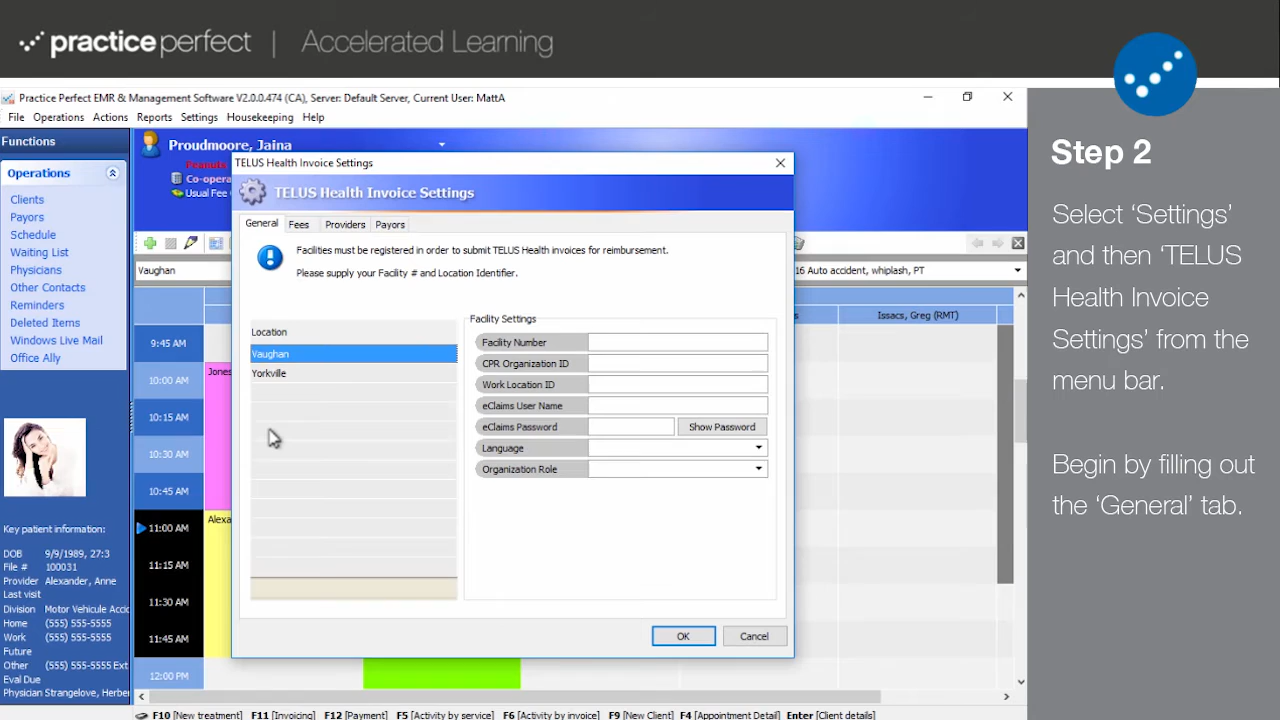 practiceperfect | Accelerated Learning
Practice Perfect EMR & Management Software V2.0.0.474 (CA), Server: Default Server, Current User: MattA
File Operations Actions Reports Settings Housekeeping Help
Functions
Operations
Clients
Payors
Schedule
Waiting List
Physicians
Other Contacts
Reminders
Deleted Items
Windows Live Mail
Office Ally
Key patient information:
DOB 9/9/1989, 27:3
File # 100031
Provider Alexander, Anne
Last visit
Division Motor Vehicule Accid
Home (555) 555-5555
Work (555) 555-5555
Future
Other (555) 555-5555 Ext
Eval Due
Physician Strangelove, Herber
Proudmoore, Jaina
Co-opera
Usual Fee
Vaughan
16 Auto accident, whiplash, PT
Issacs, Greg (RMT)
9:45 AM
10:00 AM Jones
10:15 AM
10:30 AM
10:45 AM
11:00 AM Alexa
11:15 AM
11:30 AM
11:45 AM
12:00 PM
TELUS Health Invoice Settings
TELUS Health Invoice Settings
General Fees Providers Payors
Facilities must be registered in order to submit TELUS Health invoices for reimbursement.
Please supply your Facility # and Location Identifier.
Location
Vaughan
Yorkville
Facility Settings
Facility Number
CPR Organization ID
Work Location ID
eClaims User Name
eClaims Password Show Password
Language
Organization Role
OK Cancel
F10 [New treatment] F11 [Invoicing] F12 [Payment] F5 [Activity by service] F6 [Activity by invoice] F9 [New Client] F4 [Appointment Detail] Enter [Client details]
Step 2
Select ‘Settings’
and then ‘TELUS
Health Invoice
Settings’ from the
menu bar.
Begin by filling out
the ‘General’ tab.